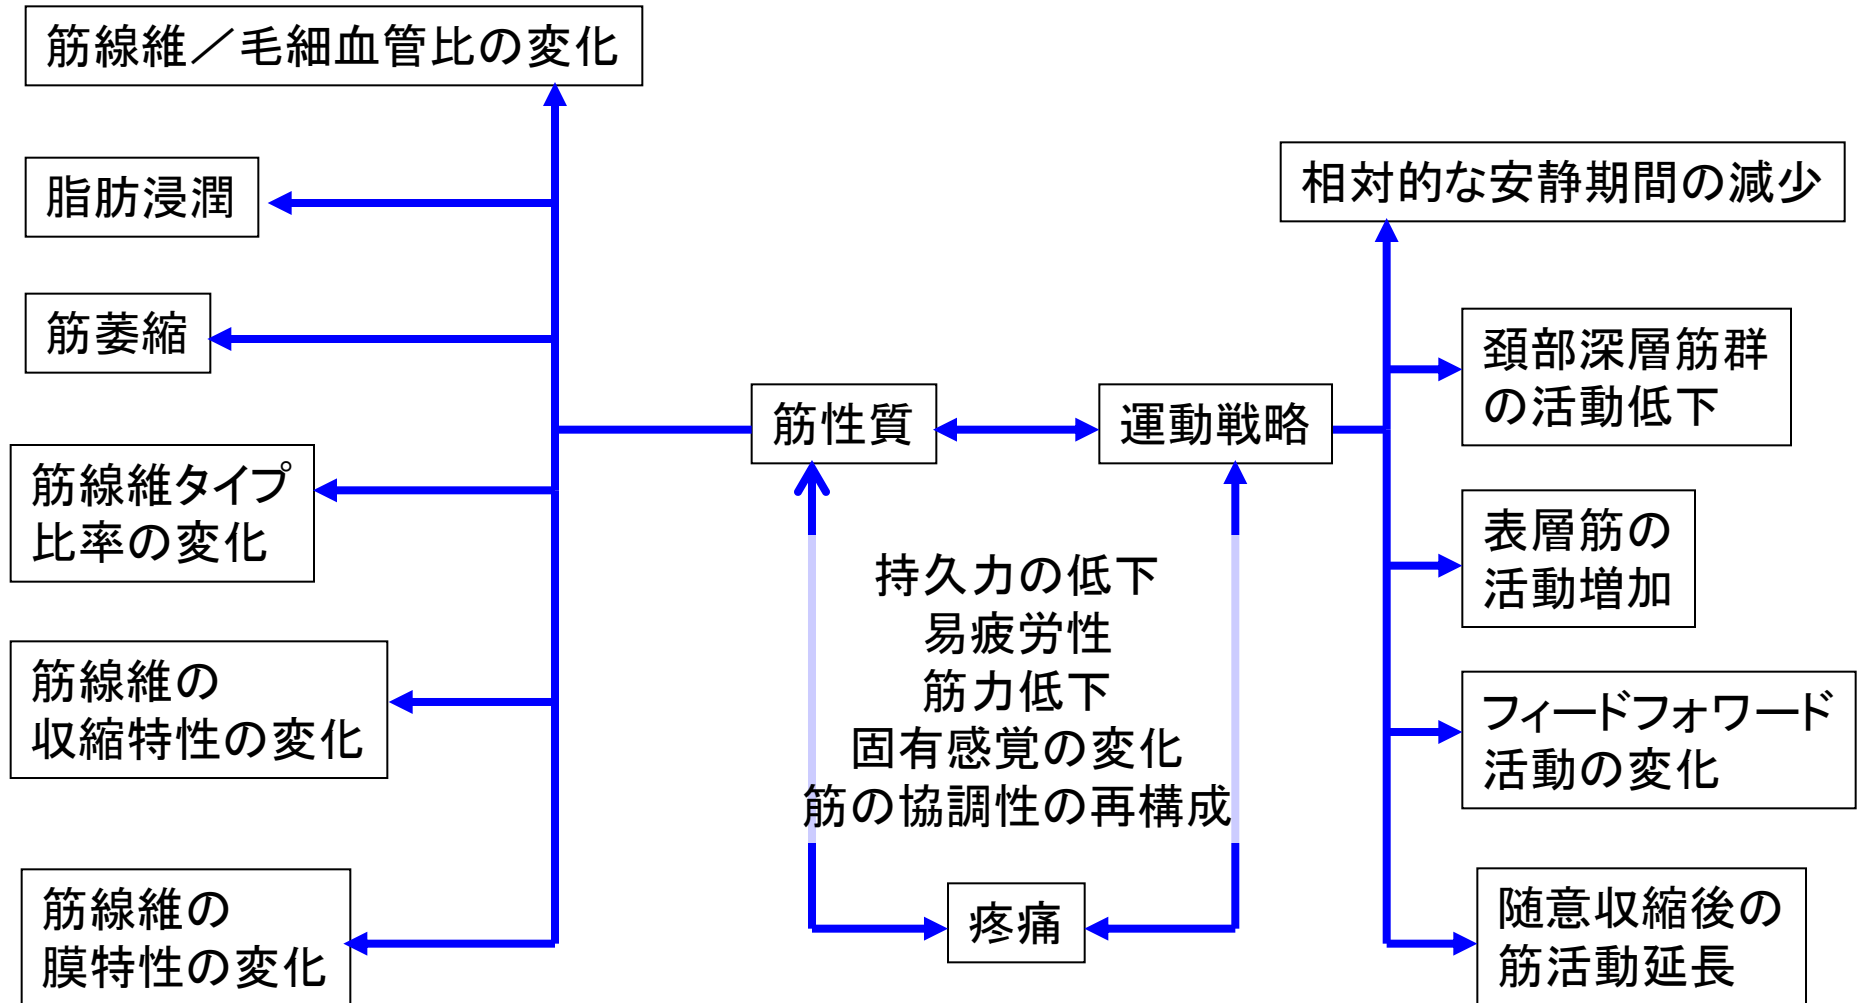 筋線維／毛細血管比の変化
脂肪浸潤
筋萎縮
筋線維タイプ
比率の変化
筋線維の
収縮特性の変化
筋線維の
膜特性の変化
筋性質
運動戦略
持久力の低下
易疲労性
筋力低下
固有感覚の変化
筋の協調性の再構成
疼痛
相対的な安静期間の減少
頚部深層筋群
の活動低下
表層筋の
活動増加
フィードフォワード
活動の変化
随意収縮後の
筋活動延長